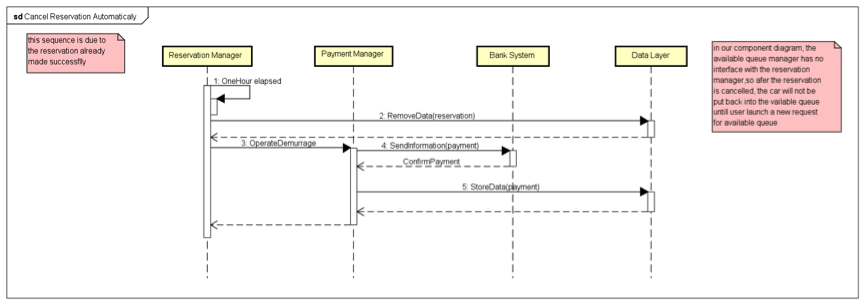 sd Cancel Reservation Automaticaly
this sequence is due to
the reservation already
made successflly
Reservation Manager
Payment Manager
Bank System
Data Layer
in our component diagram, the
available queue manager has no
interface with the reservation
manager,so afer the reservation
is cancelled, the car will not be
put back into the vailable queue
untill user launch a new request
for available queue
1: OneHour elapsed
2: RemoveData(reservation)
3: OperateDemurrage
4: SendInformation(payment)
ConfirmPayment
5: StoreData(payment)